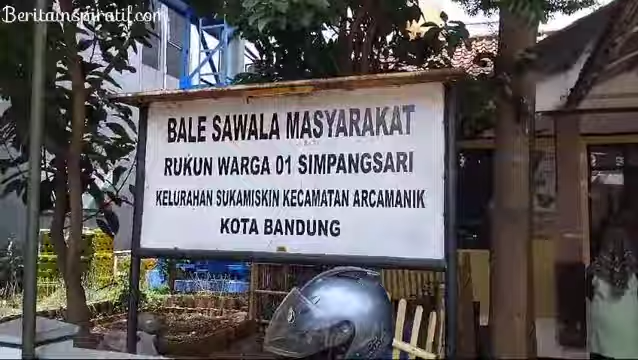 BeritaInspiratif.com
BALE SAWALA MASYARAKAT
RUKUN WARGA 01 SIMPANGSARI
KELURAHAN SUKAMISKIN KECAMATAN ARCAMANIK
KOTA BANDUNG